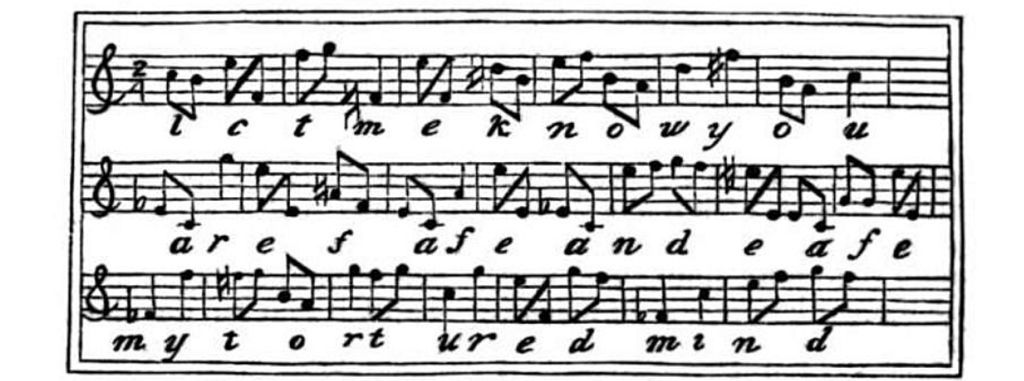 l c t m e k n o w y o u
a r e f a f e a n d e a f e
m y t o r t u r e d m i n d